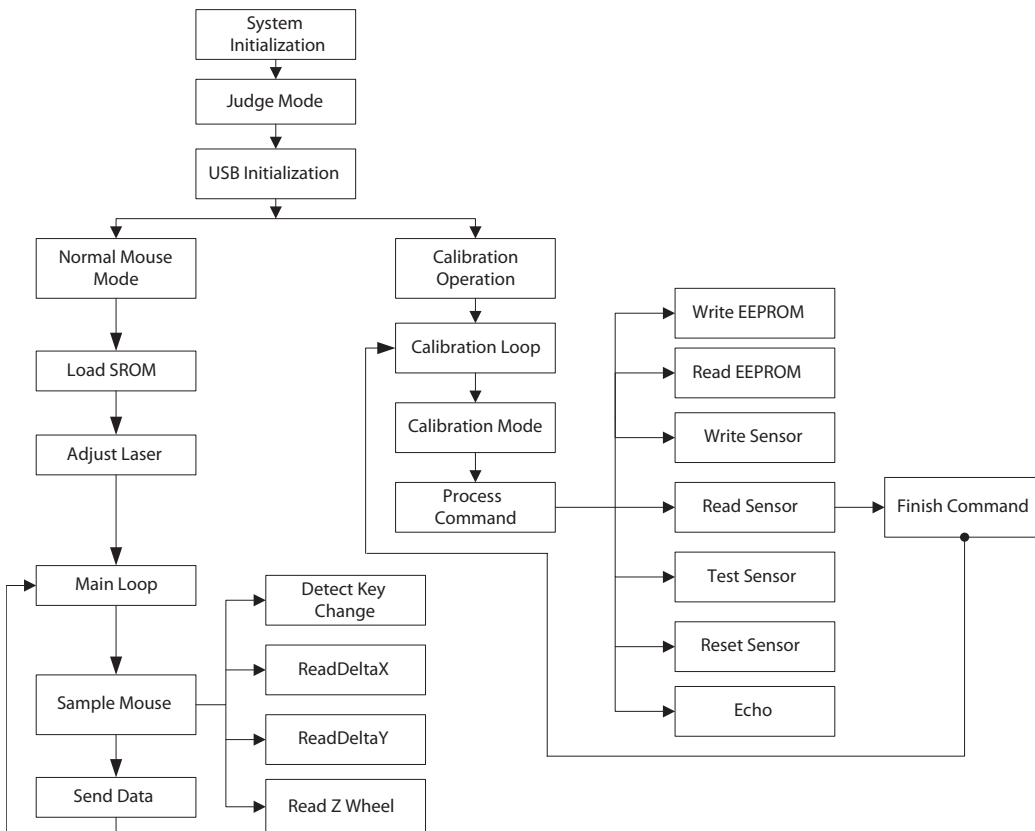 System
Initialization
Judge Mode
USB Initialization
Normal Mouse
Mode
Load SROM
Adjust Laser
Main Loop
Sample Mouse
Send Data
Detect Key
Change
ReadDeltaX
ReadDeltaY
Read Z Wheel
Calibration
Operation
Calibration Loop
Calibration Mode
Process
Command
Write EEPROM
Read EEPROM
Write Sensor
Read Sensor
Test Sensor
Reset Sensor
Echo
Finish Command